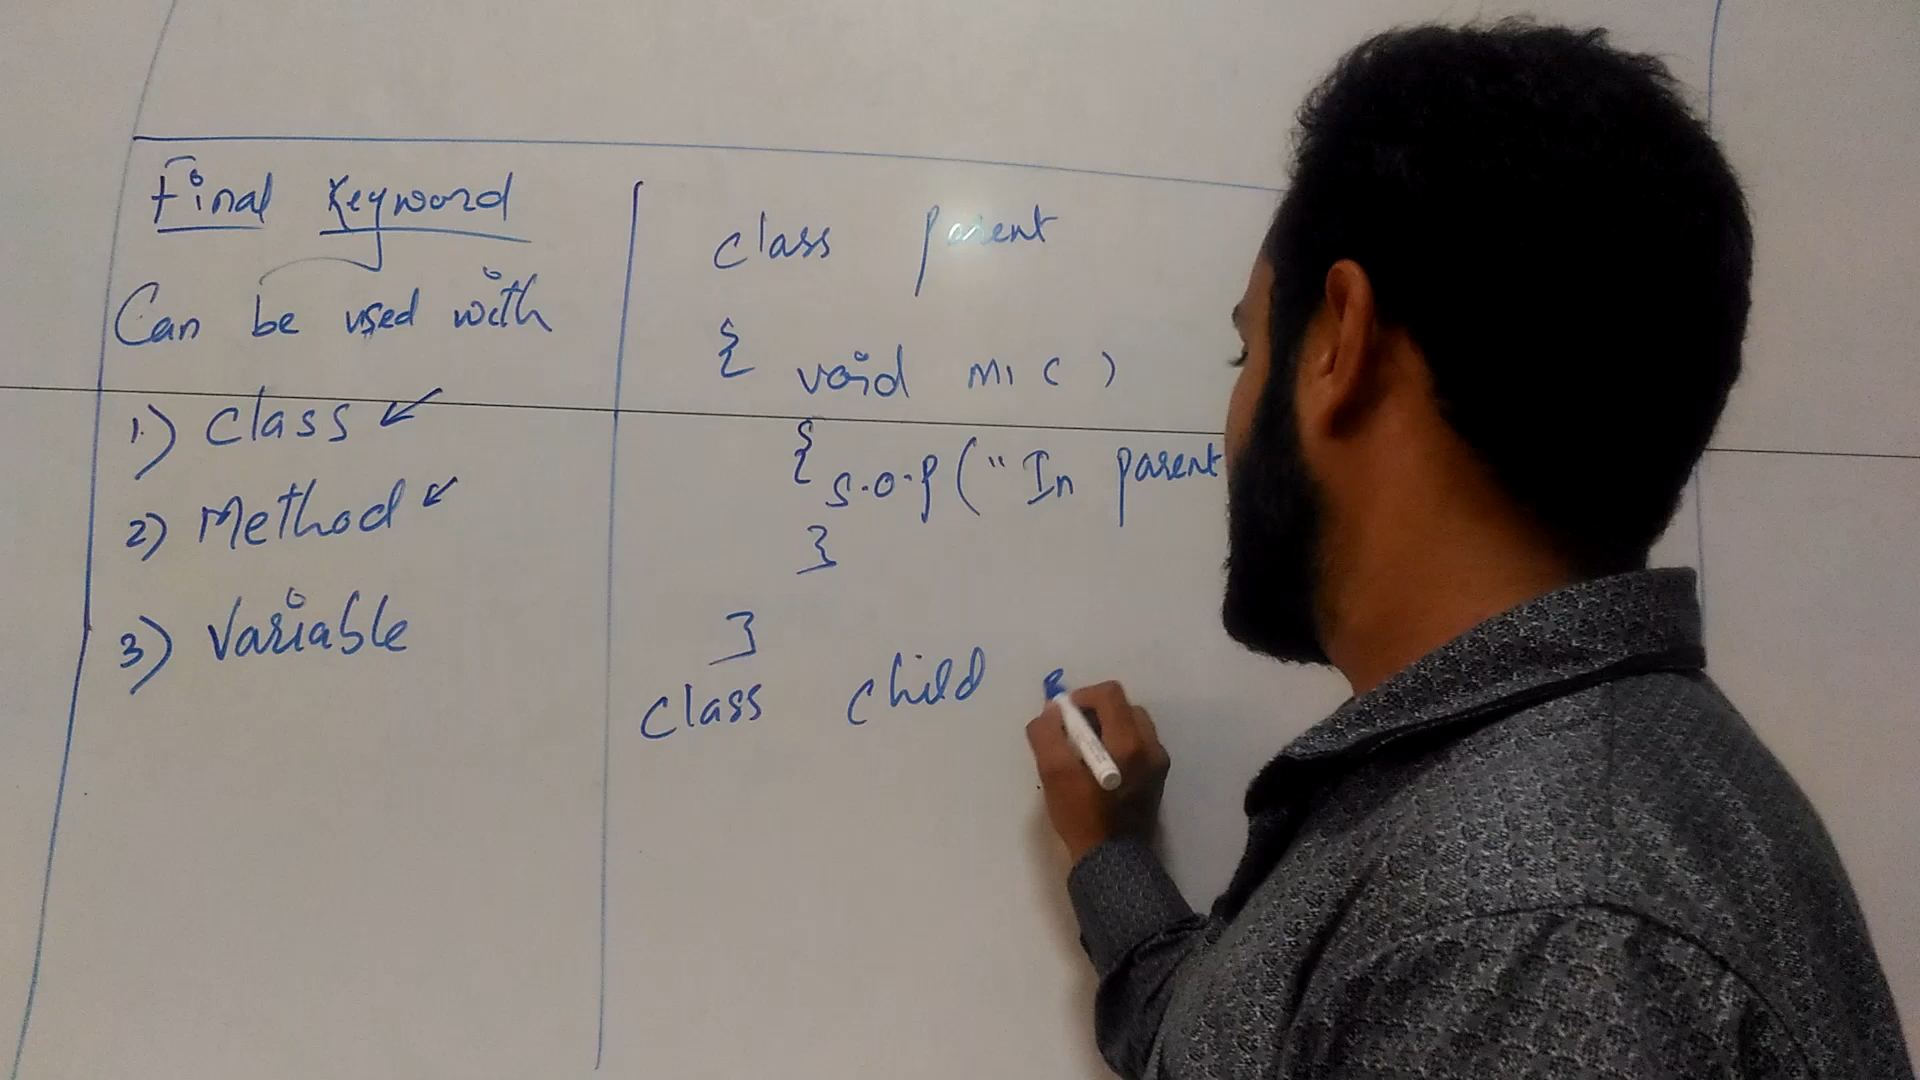 Final Keyword
Can be used with
1.) class
2) Method
3) Variable
class parent
{ void m1 ( )
{ S.o.p ( " In parent
}
}
class child